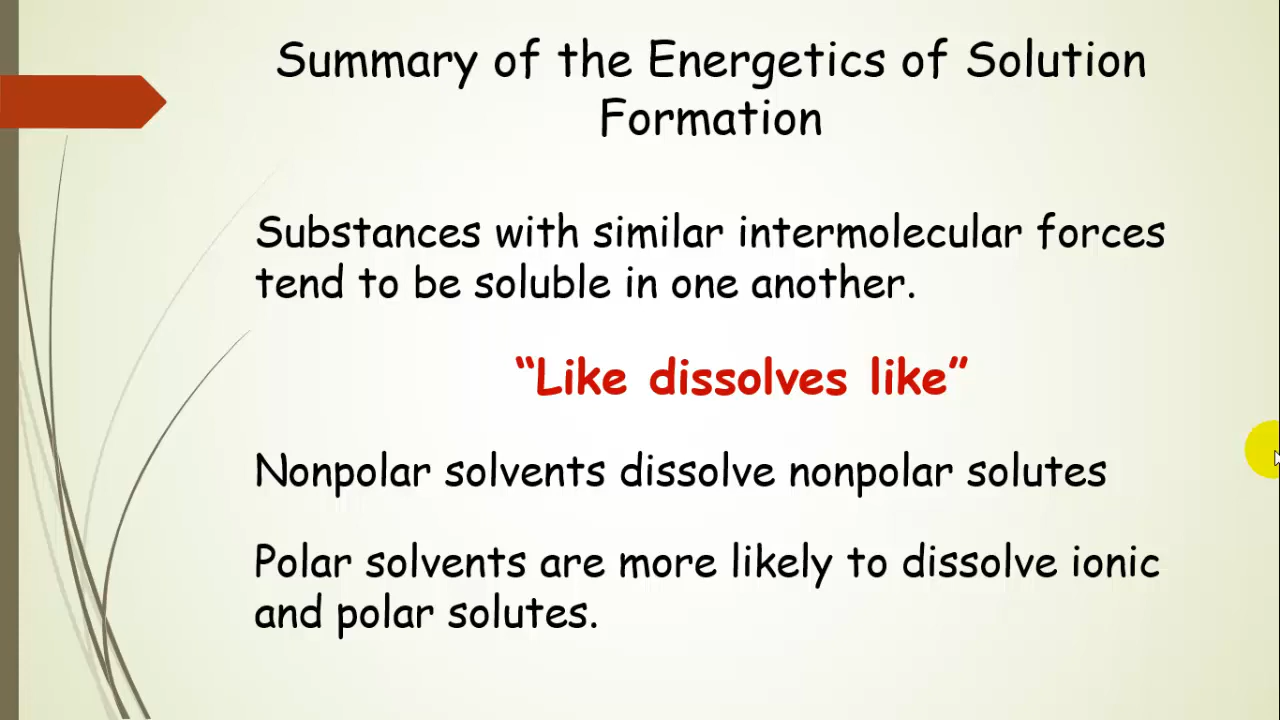 Summary of the Energetics of Solution
Formation
Substances with similar intermolecular forces
tend to be soluble in one another.
“Like dissolves like”
Nonpolar solvents dissolve nonpolar solutes
Polar solvents are more likely to dissolve ionic
and polar solutes.